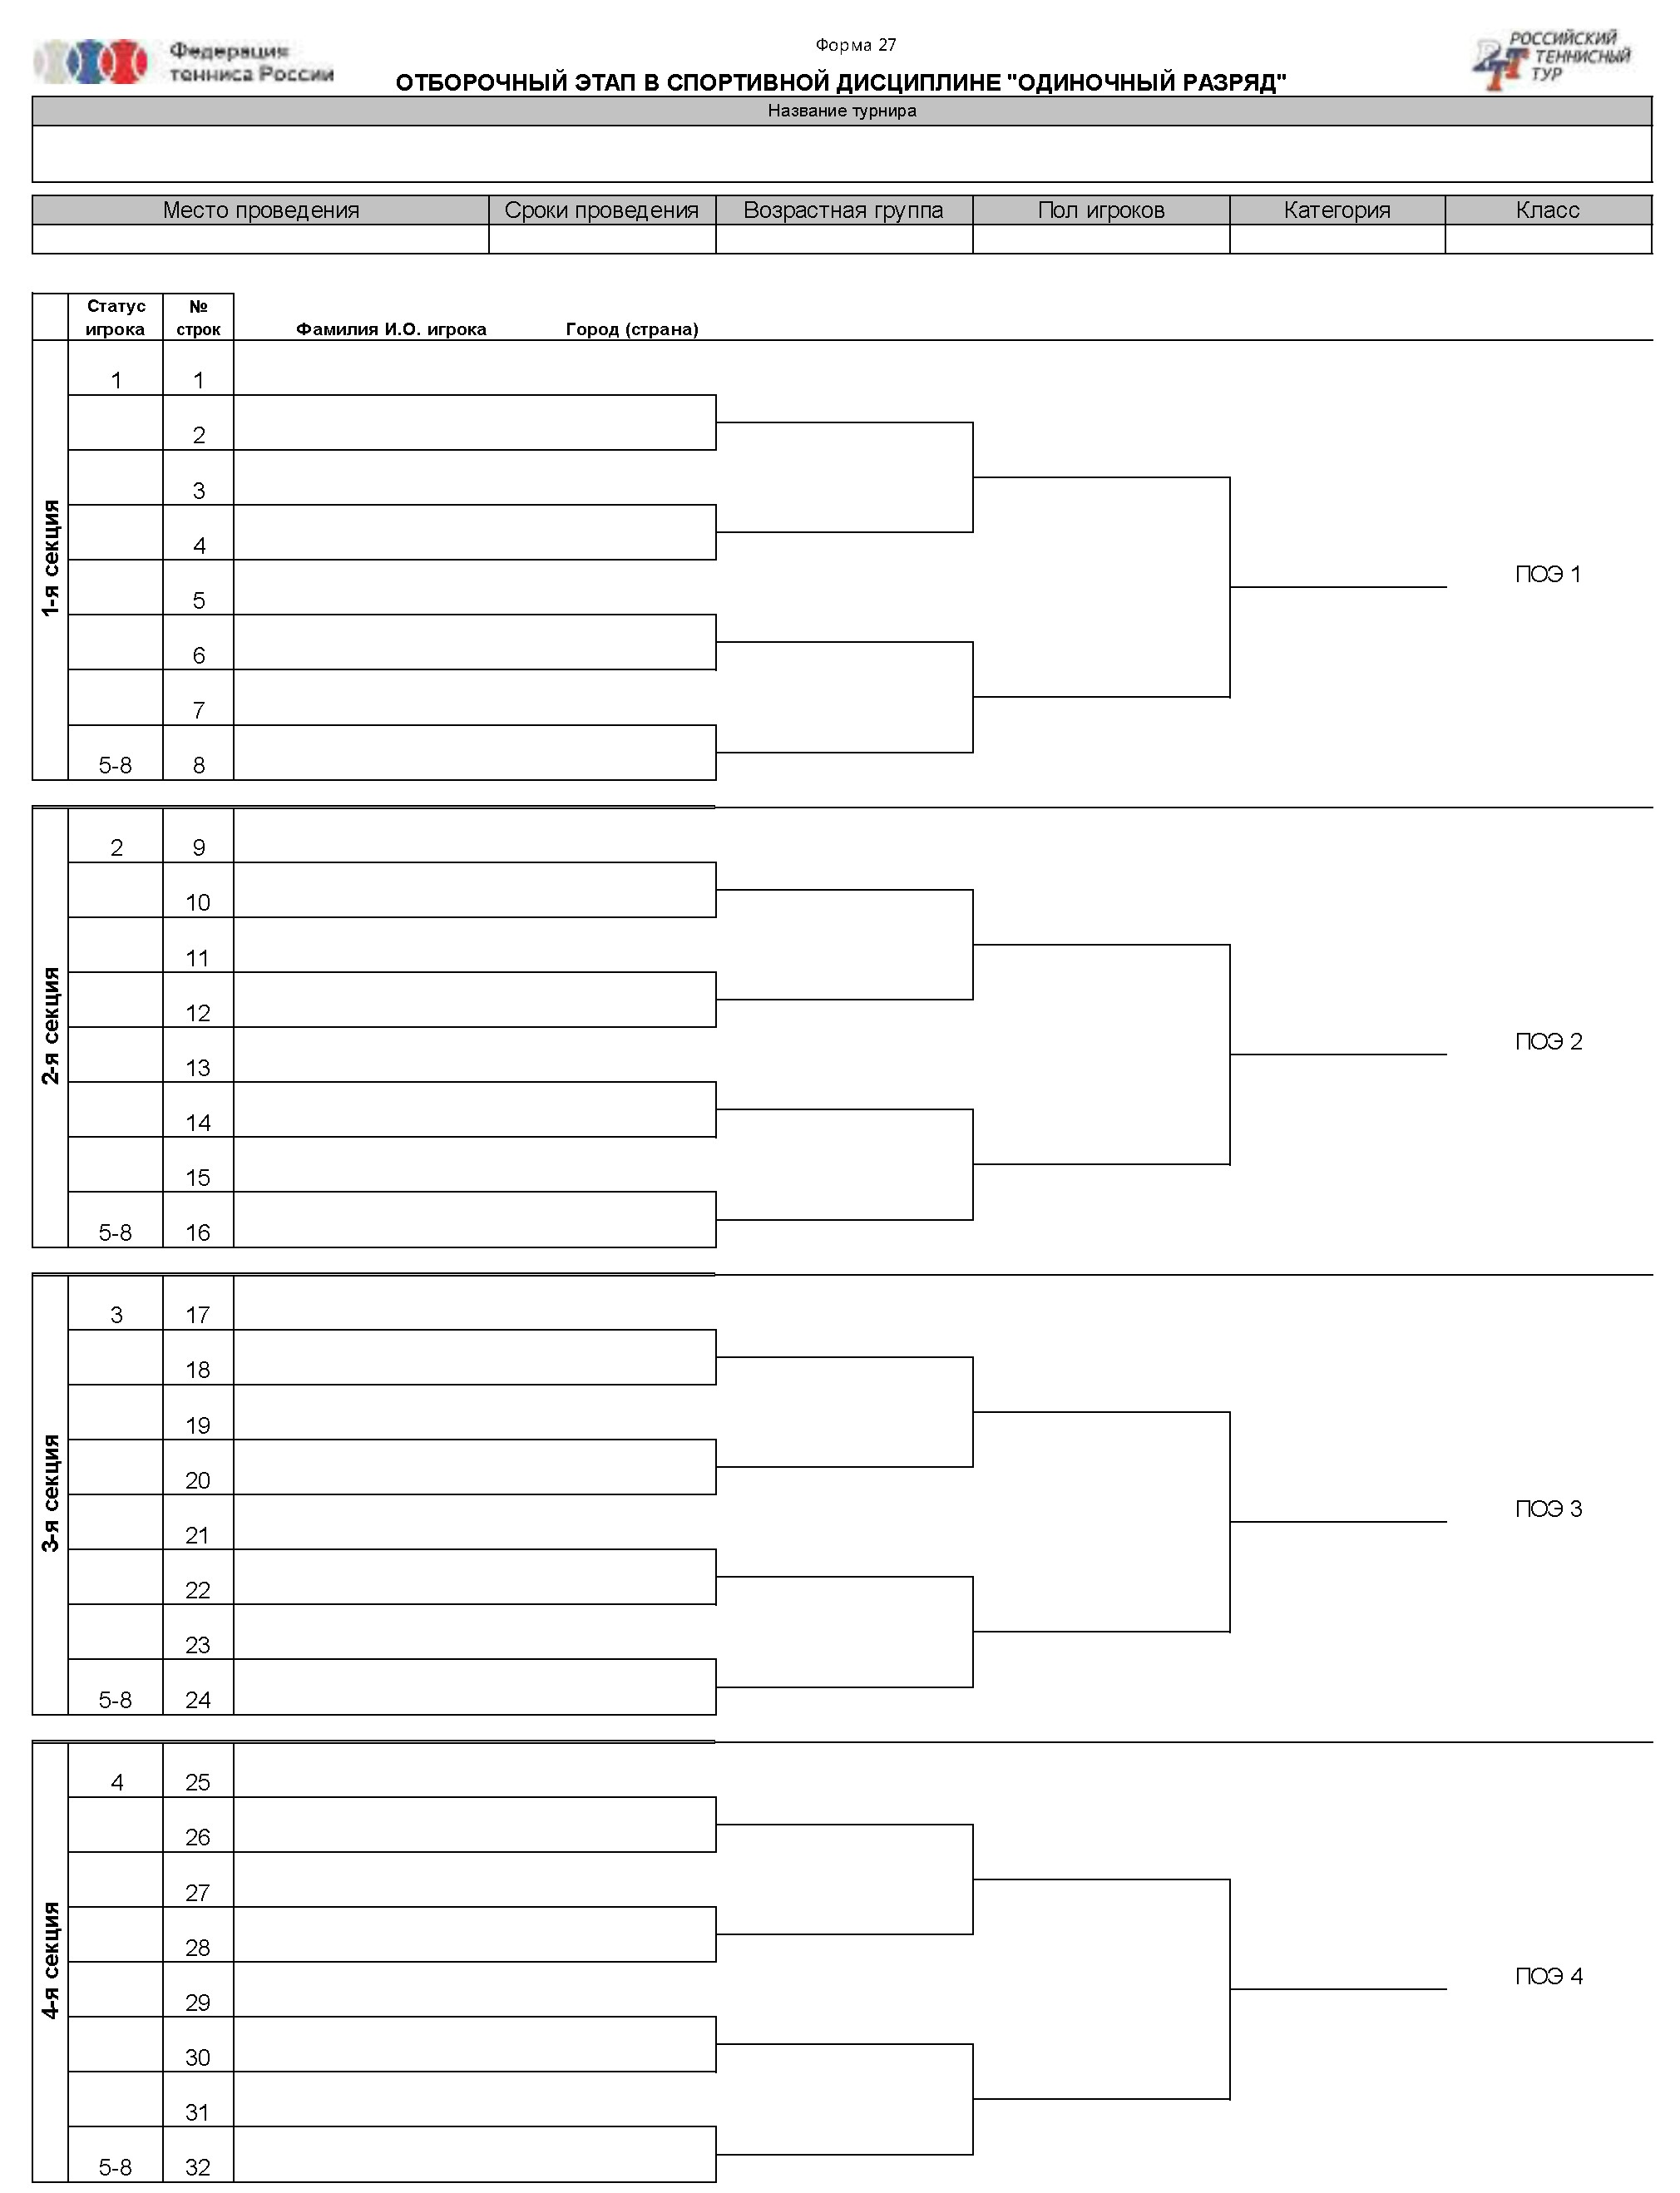 Федерация
тенниса России
Форма 27
ОТБОРОЧНЫЙ ЭТАП В СПОРТИВНОЙ ДИСЦИПЛИНЕ "ОДИНОЧНЫЙ РАЗРЯД"
РОССИЙСКИЙ
ТЕННИСНЫЙ
ТУР
Название турнира
Место проведения Сроки проведения Возрастная группа Пол игроков Категория Класс
Статус №
игрока строк Фамилия И.О. игрока Город (страна)
1-я секция
1 1
2
3
4
5
ПОЭ 1
6
7
5-8 8
2-я секция
2 9
10
11
12
13
ПОЭ 2
14
15
5-8 16
3-я секция
3 17
18
19
20
21
ПОЭ 3
22
23
5-8 24
4-я секция
4 25
26
27
28
29
ПОЭ 4
30
31
5-8 32